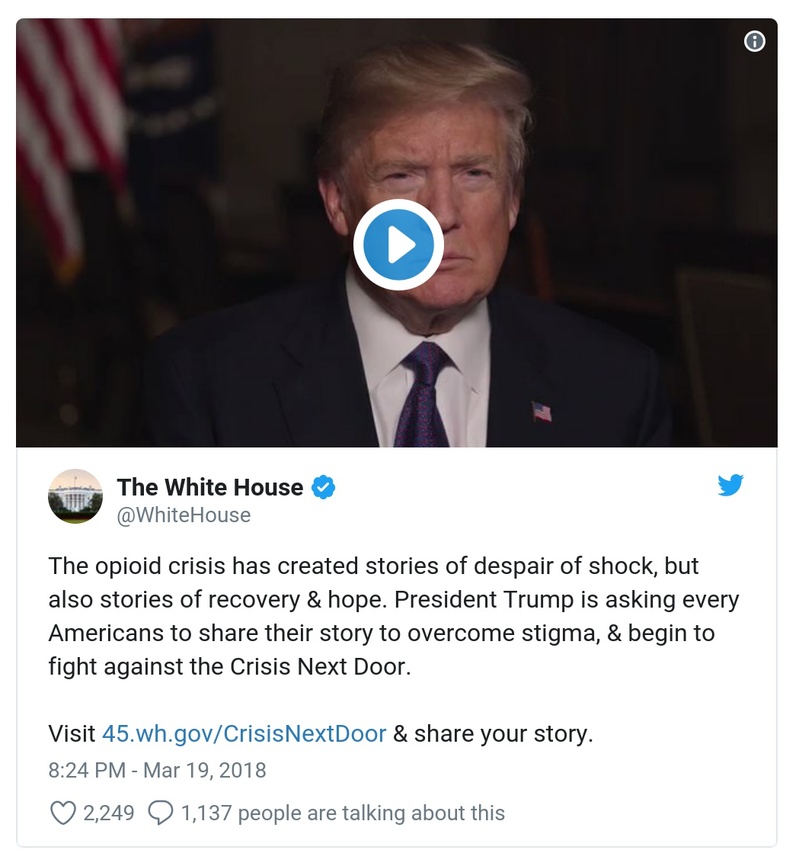 The White House
@WhiteHouse
The opioid crisis has created stories of despair of shock, but
also stories of recovery & hope. President Trump is asking every
Americans to share their story to overcome stigma, & begin to
fight against the Crisis Next Door.
Visit 45.wh.gov/CrisisNextDoor & share your story.
8:24 PM - Mar 19, 2018
2,249 1,137 people are talking about this